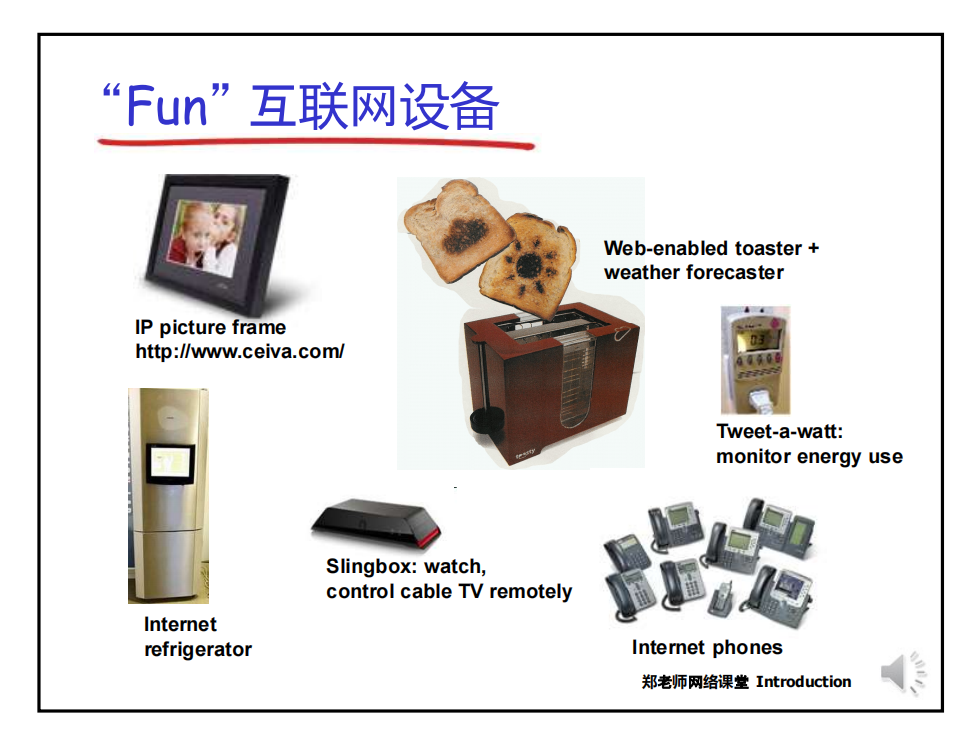 “Fun” 互联网设备
IP picture frame
http://www.ceiva.com/
Web-enabled toaster +
weather forecaster
Tweet-a-watt:
monitor energy use
Internet
refrigerator
Slingbox: watch,
control cable TV remotely
Internet phones
郑老师网络课堂 Introduction